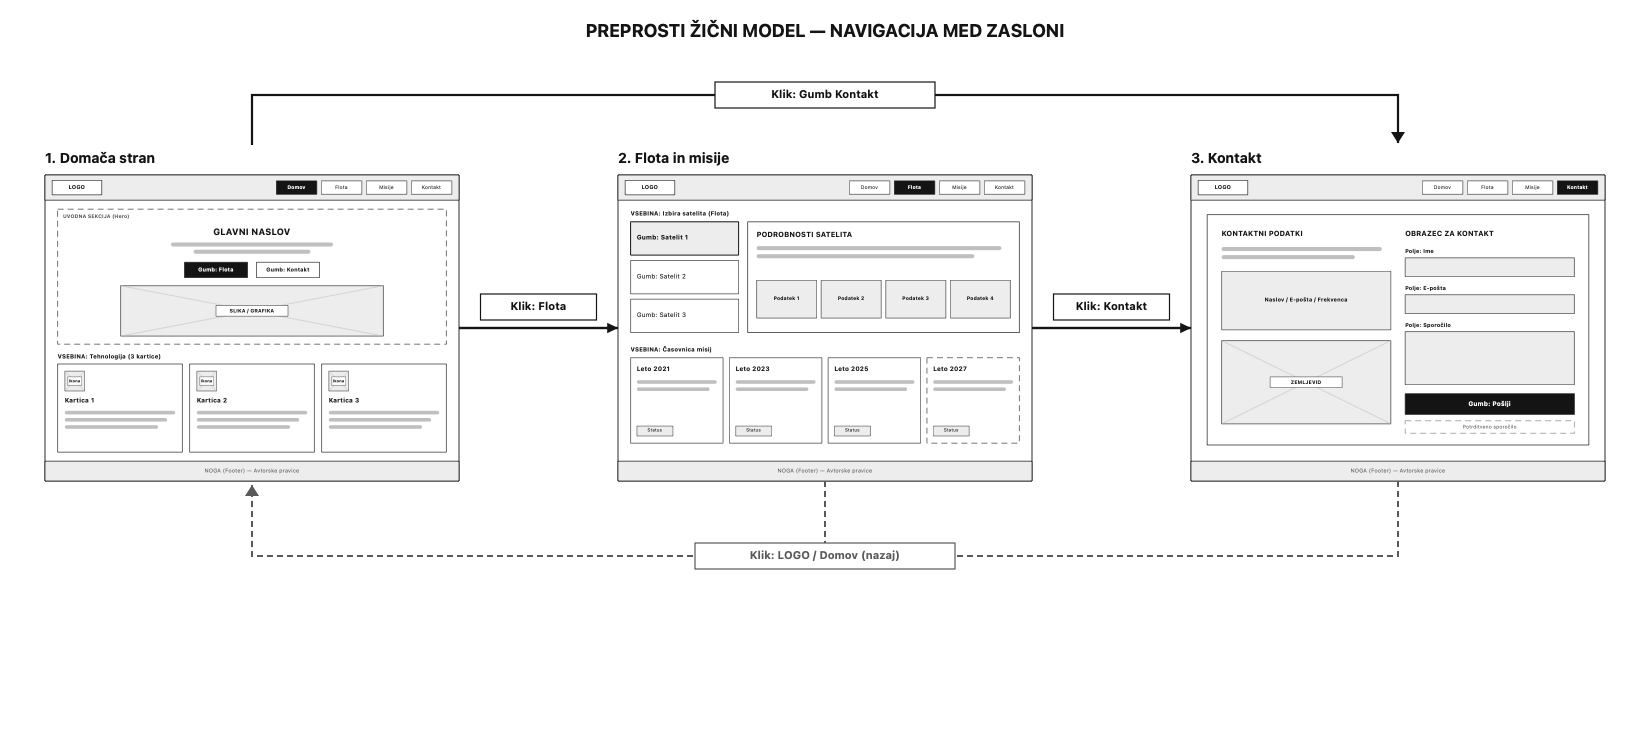 PREPROSTI ŽIČNI MODEL — NAVIGACIJA MED ZASLONI
Klik: Gumb Kontakt
1. Domača stran
LOGO
Domov
Flota
Misije
Kontakt
UVODNA SEKCIJA (Hero)
GLAVNI NASLOV
Gumb: Flota
Gumb: Kontakt
SLIKA / GRAFIKA
VSEBINA: Tehnologija (3 kartice)
Ikona
Kartica 1
Ikona
Kartica 2
Ikona
Kartica 3
NOGA (Footer) — Avtorske pravice
Klik: Flota
2. Flota in misije
LOGO
Domov
Flota
Misije
Kontakt
VSEBINA: Izbira satelita (Flota)
Gumb: Satelit 1
Gumb: Satelit 2
Gumb: Satelit 3
PODROBNOSTI SATELITA
Podatek 1
Podatek 2
Podatek 3
Podatek 4
VSEBINA: Časovnica misij
Leto 2021
Status
Leto 2023
Status
Leto 2025
Status
Leto 2027
Status
NOGA (Footer) — Avtorske pravice
Klik: Kontakt
3. Kontakt
LOGO
Domov
Flota
Misije
Kontakt
KONTAKTNI PODATKI
Naslov / E-pošta / Frekvenca
ZEMLJEVID
OBRAZEC ZA KONTAKT
Polje: Ime
Polje: E-pošta
Polje: Sporočilo
Gumb: Pošlji
Potrditveno sporočilo
NOGA (Footer) — Avtorske pravice
Klik: LOGO / Domov (nazaj)